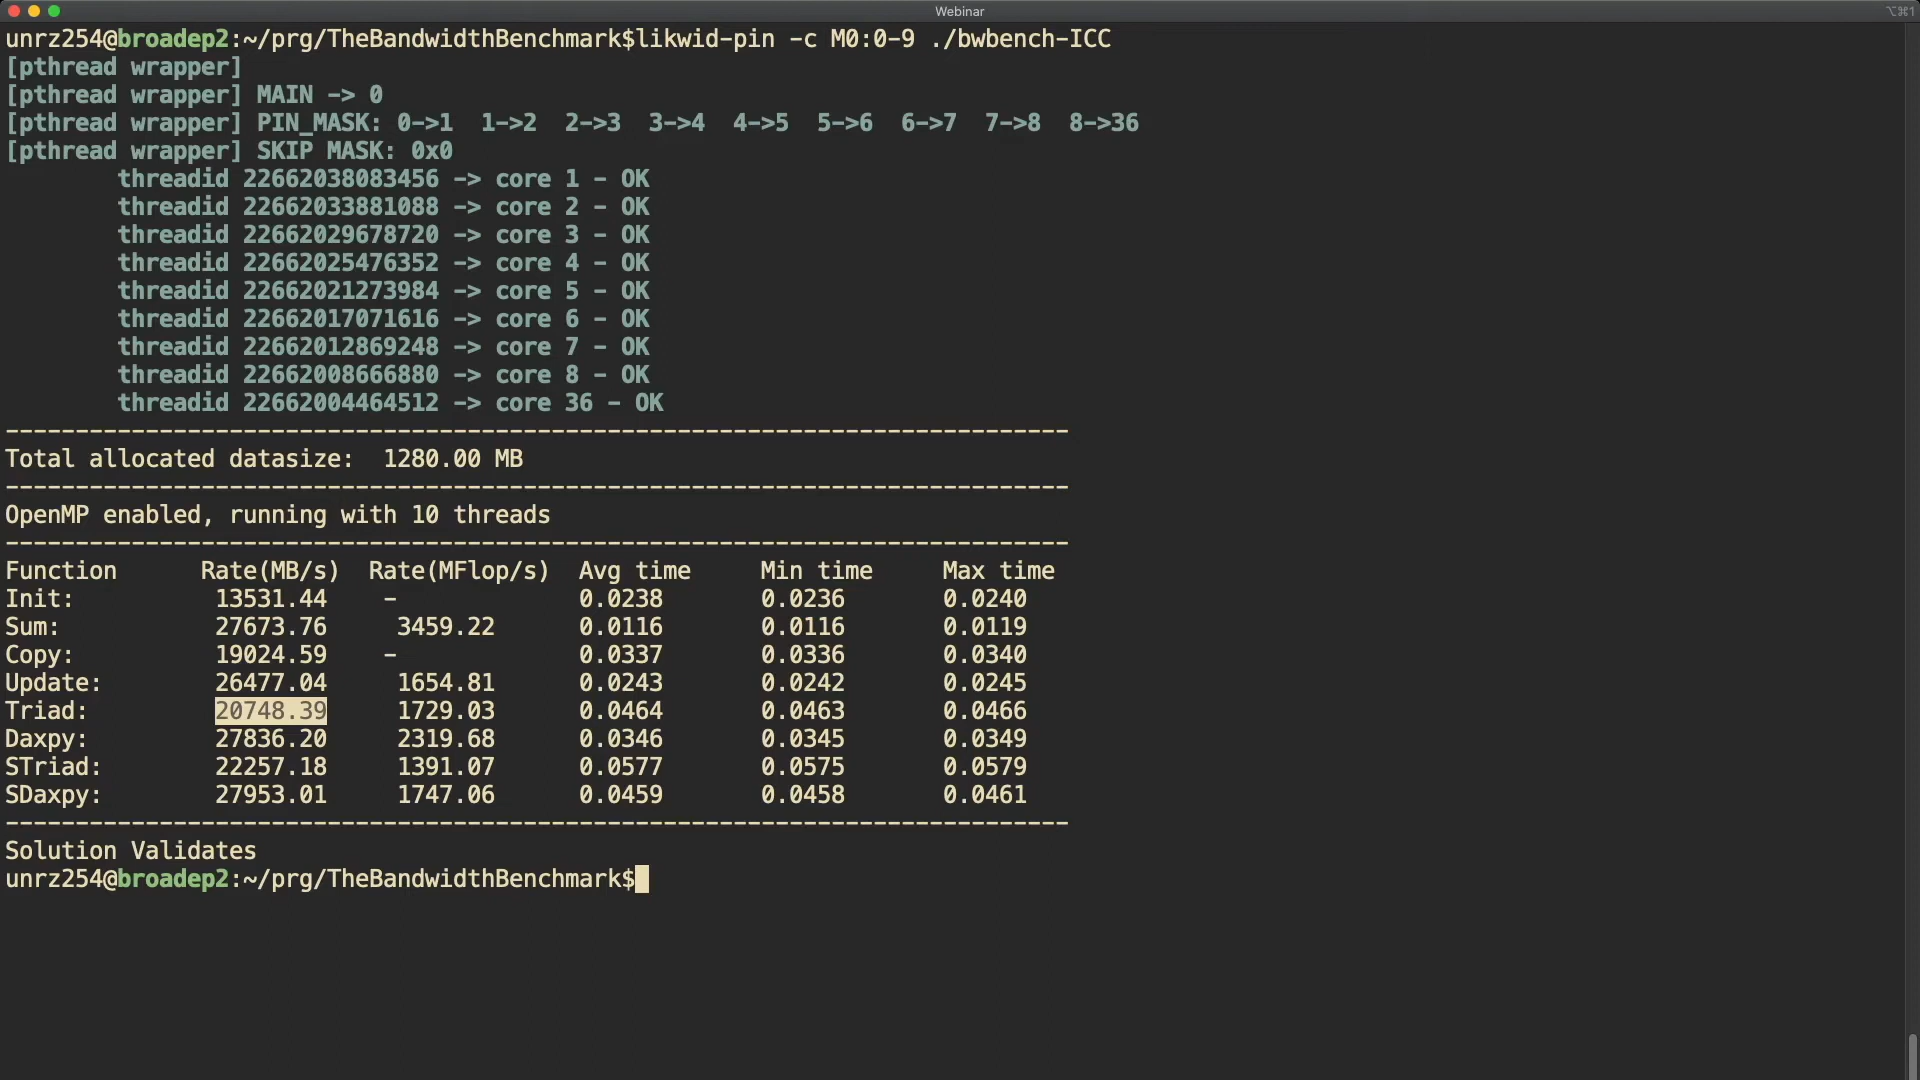 Webinar
⌥⌘1
unrz254@broadep2:~/prg/TheBandwidthBenchmark$likwid-pin -c M0:0-9 ./bwbench-ICC
[pthread wrapper]
[pthread wrapper] MAIN -> 0
[pthread wrapper] PIN_MASK: 0->1  1->2  2->3  3->4  4->5  5->6  6->7  7->8  8->36
[pthread wrapper] SKIP MASK: 0x0
        threadid 22662038083456 -> core 1 - OK
        threadid 22662033881088 -> core 2 - OK
        threadid 22662029678720 -> core 3 - OK
        threadid 22662025476352 -> core 4 - OK
        threadid 22662021273984 -> core 5 - OK
        threadid 22662017071616 -> core 6 - OK
        threadid 22662012869248 -> core 7 - OK
        threadid 22662008666880 -> core 8 - OK
        threadid 22662004464512 -> core 36 - OK
----------------------------------------------------------------------------
Total allocated datasize:  1280.00 MB
----------------------------------------------------------------------------
OpenMP enabled, running with 10 threads
----------------------------------------------------------------------------
Function      Rate(MB/s)  Rate(MFlop/s)  Avg time     Min time     Max time
Init:          13531.44    -             0.0238       0.0236       0.0240
Sum:           27673.76     3459.22      0.0116       0.0116       0.0119
Copy:          19024.59    -             0.0337       0.0336       0.0340
Update:        26477.04     1654.81      0.0243       0.0242       0.0245
Triad:         20748.39     1729.03      0.0464       0.0463       0.0466
Daxpy:         27836.20     2319.68      0.0346       0.0345       0.0349
STriad:        22257.18     1391.07      0.0577       0.0575       0.0579
SDaxpy:        27953.01     1747.06      0.0459       0.0458       0.0461
----------------------------------------------------------------------------
Solution Validates
unrz254@broadep2:~/prg/TheBandwidthBenchmark$